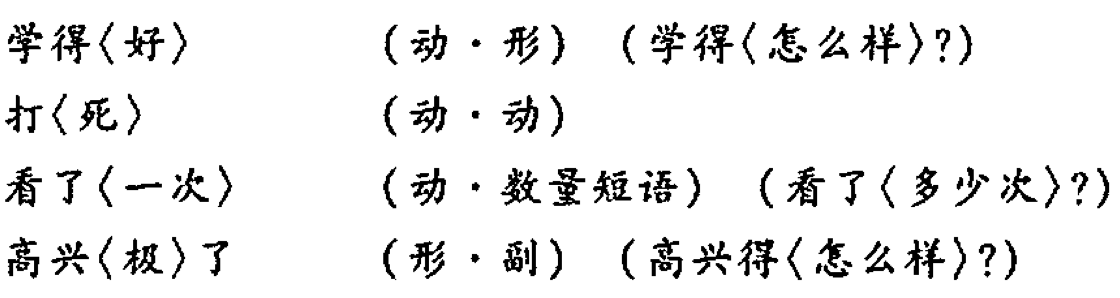 学得〈好〉 (动·形) (学得〈怎么样〉?)
打〈死〉 (动·动)
看了〈一次〉 (动·数量短语) (看了〈多少次〉?)
高兴〈极〉了 (形·副) (高兴得〈怎么样〉?)